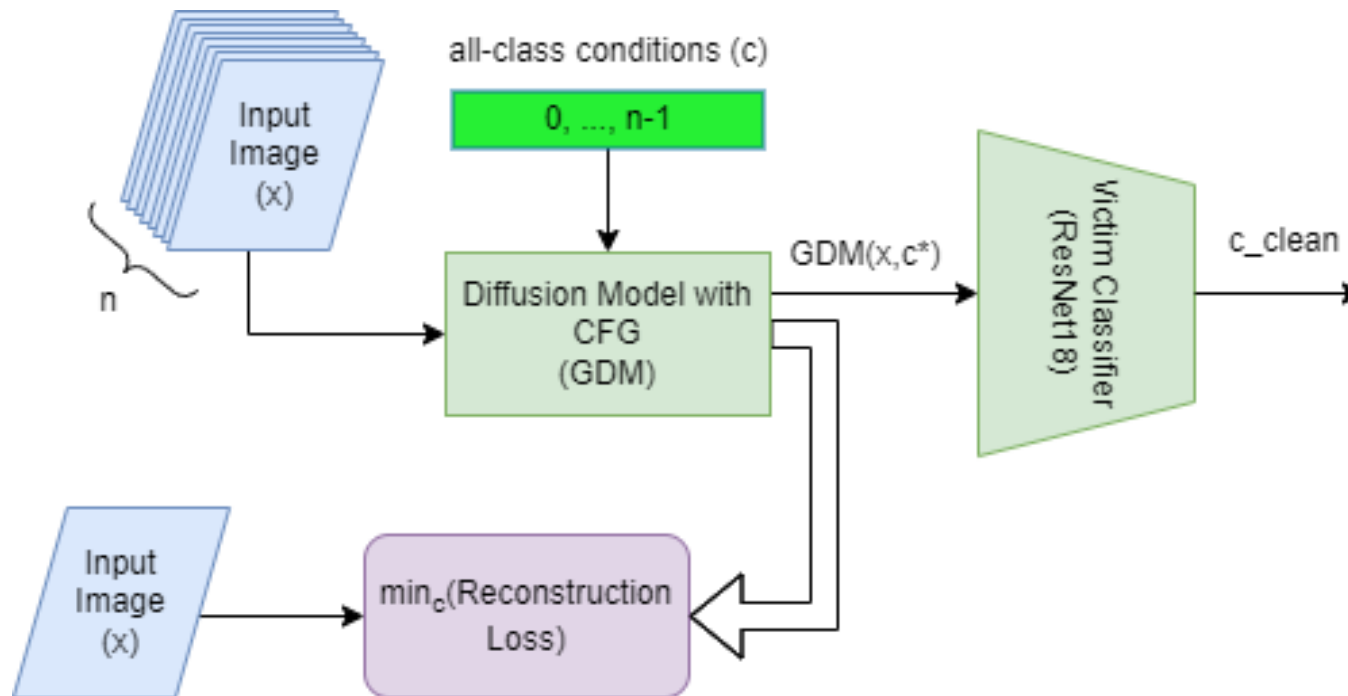 all-class conditions (c)
0, ..., n-1
Input
Image
(x)
n
Diffusion Model with
CFG
(GDM)
GDM(x,c*)
Victim Classifier
(ResNet18)
c_clean
Input
Image
(x)
min_c(Reconstruction
Loss)